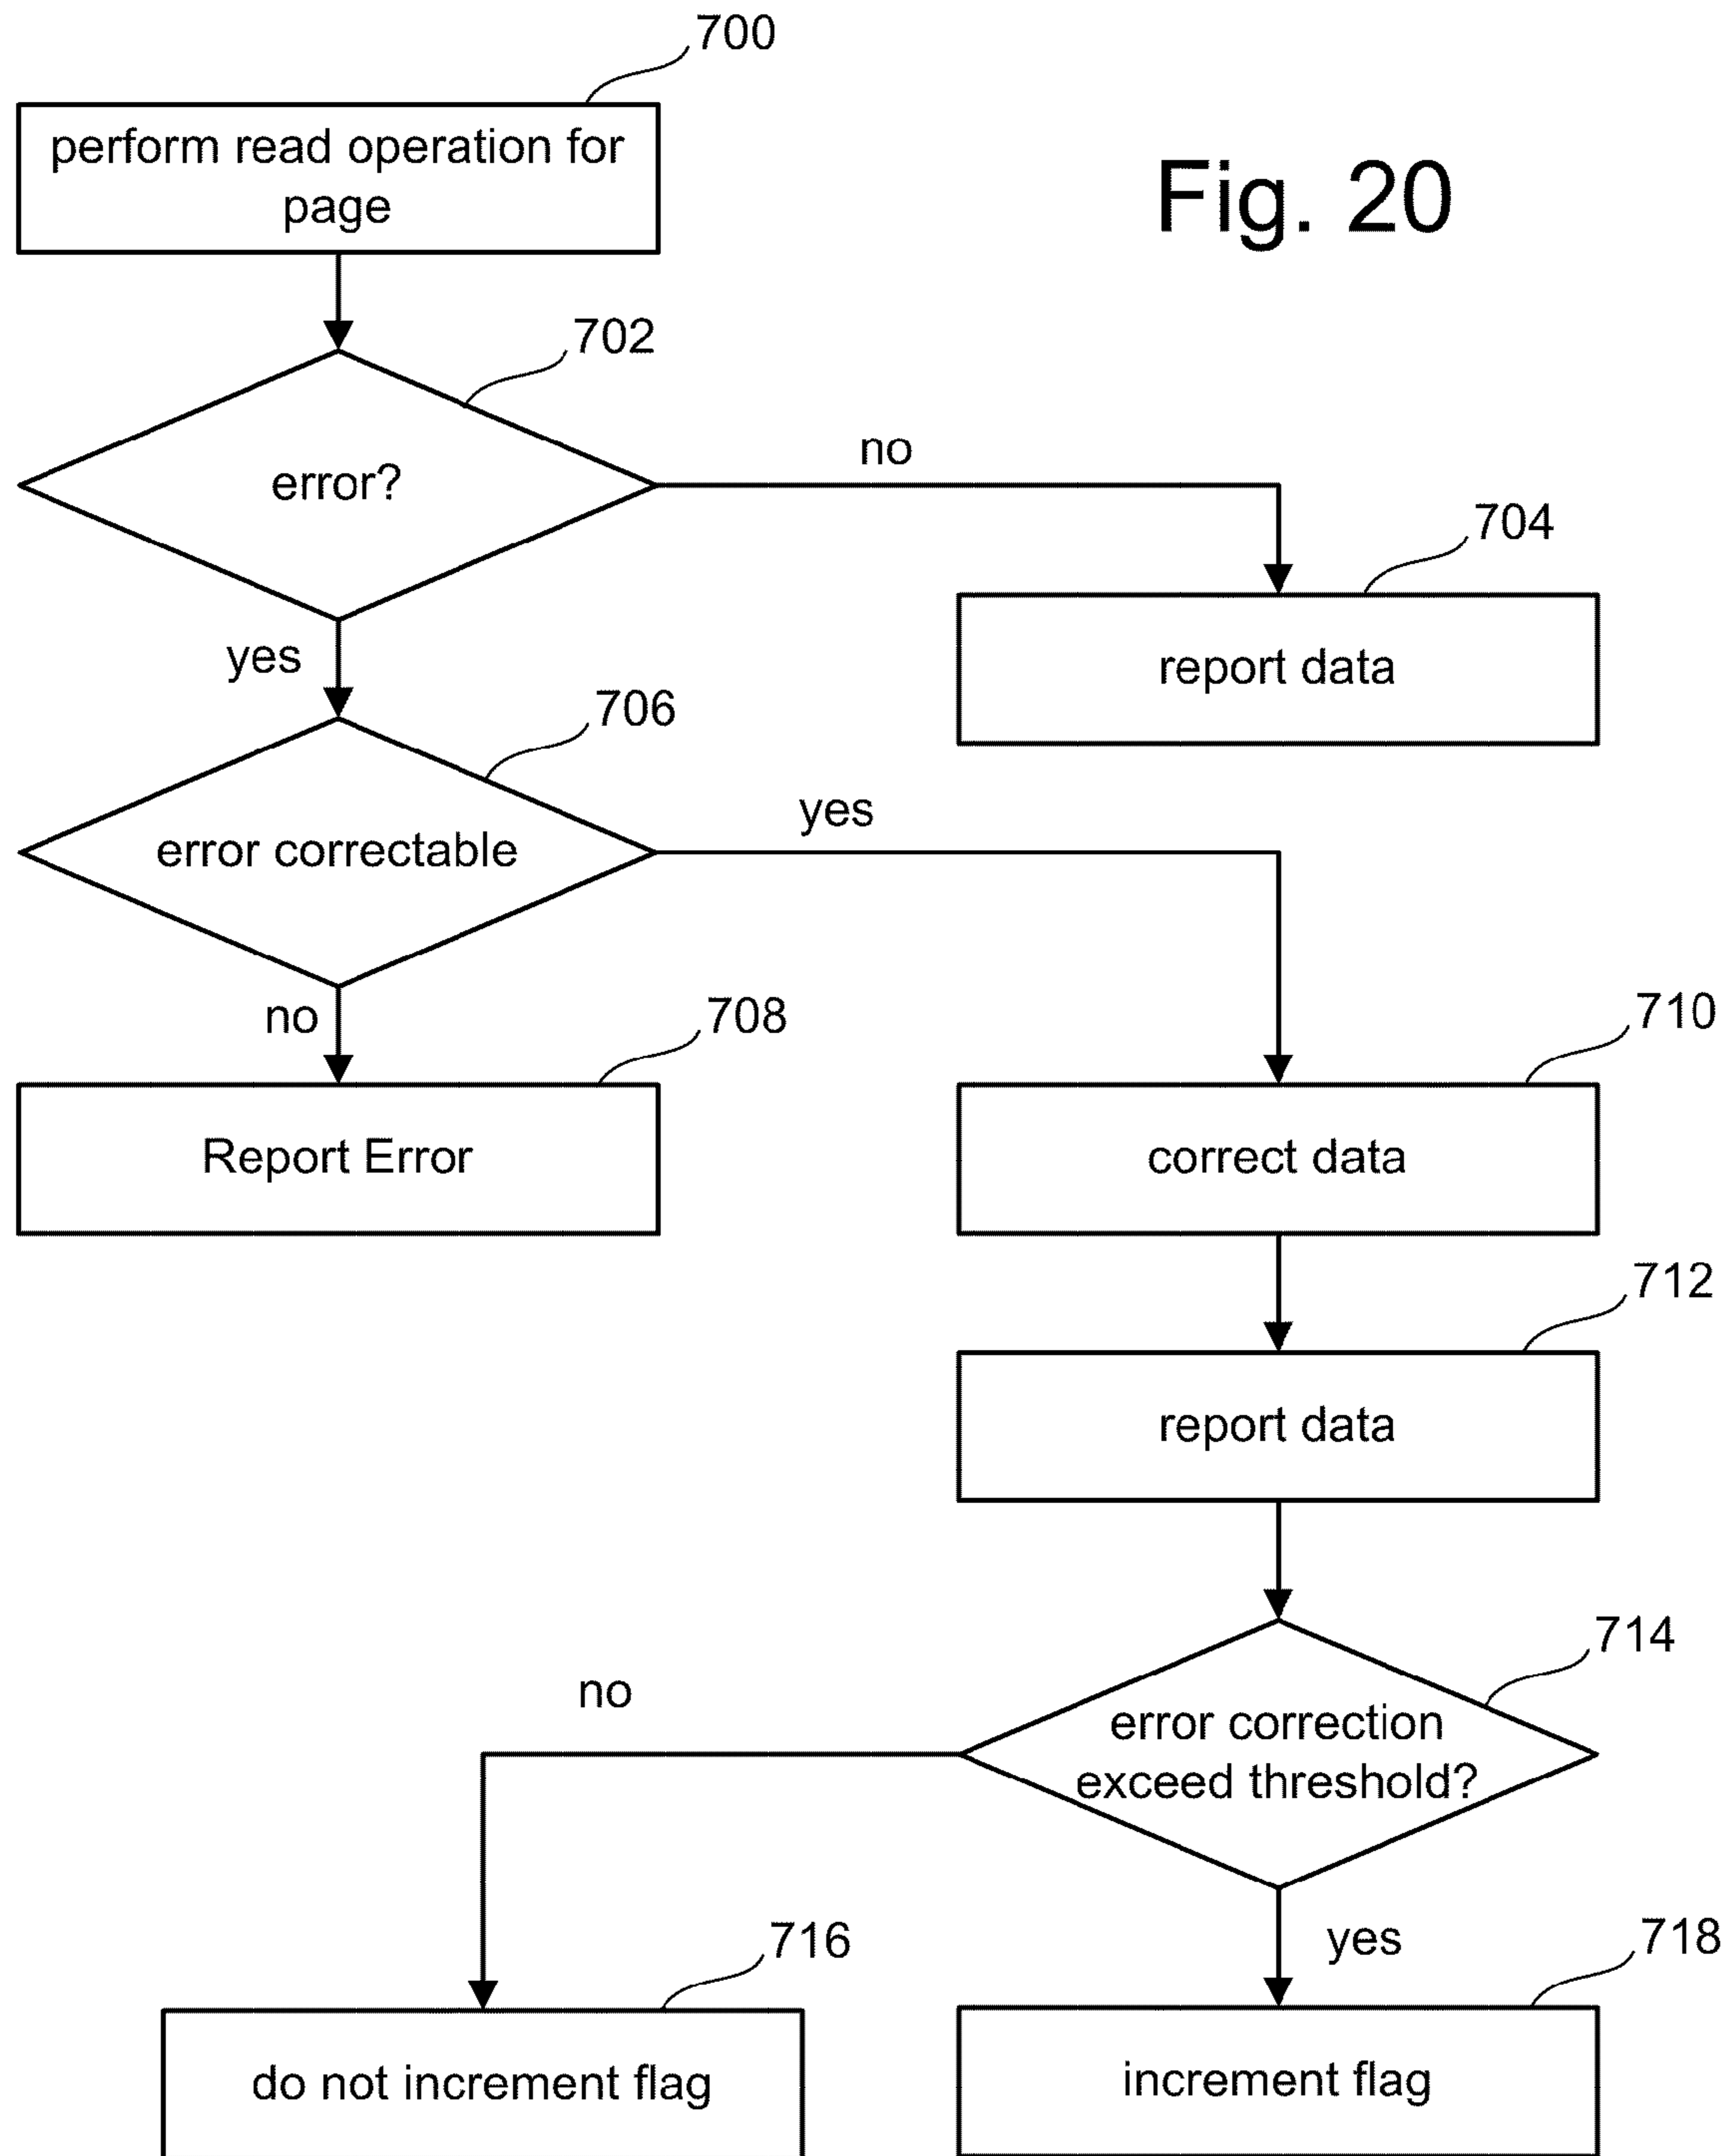 700
perform read operation for
page
Fig. 20
702
error?
no
704
report data
yes
706
error correctable
yes
no
708
Report Error
710
correct data
712
report data
714
error correction
exceed threshold?
no
yes
716
do not increment flag
718
increment flag